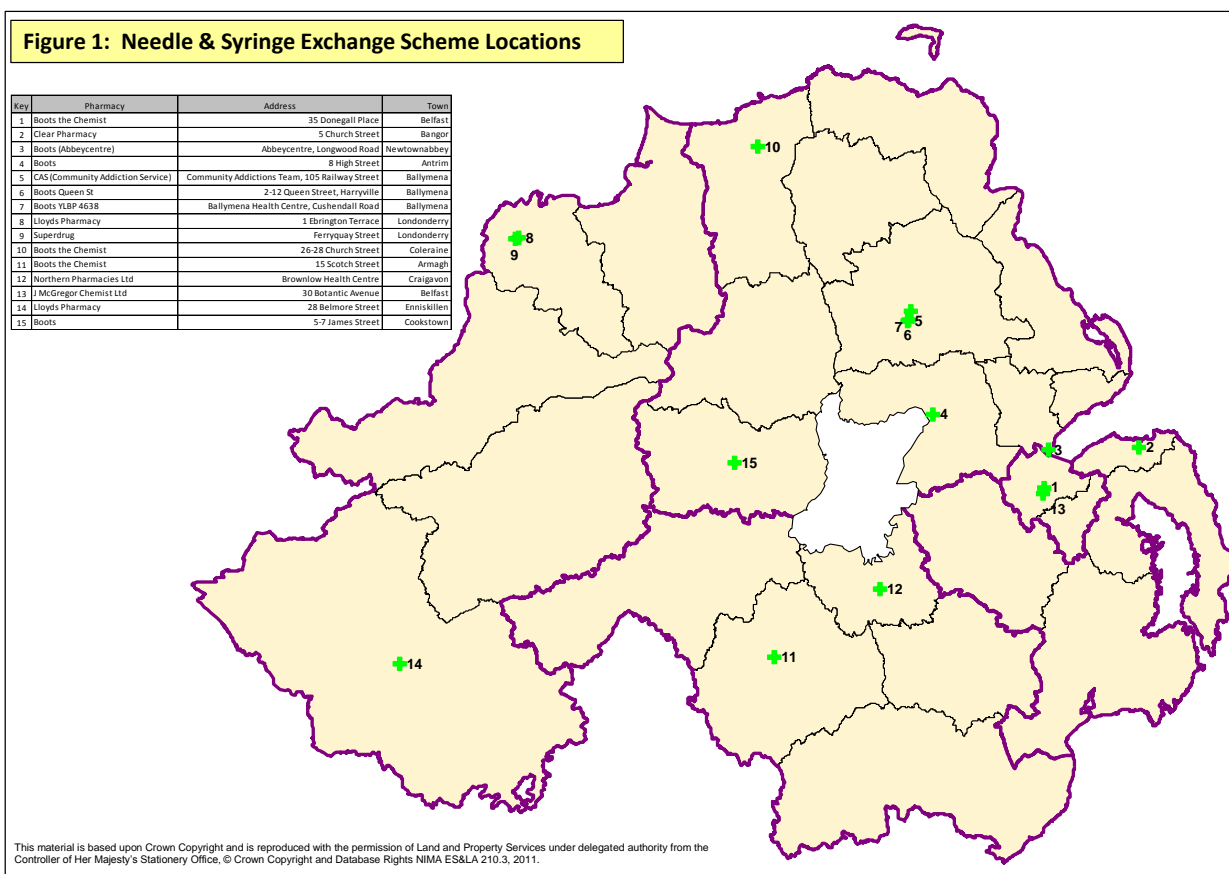 Figure 1: Needle & Syringe Exchange Scheme Locations
Key Pharmacy Address Town
1 Boots the Chemist 35 Donegall Place Belfast
2 Clear Pharmacy 5 Church Street Bangor
3 Boots (Abbeycentre) Abbeycentre, Longwood Road Newtownabbey
4 Boots 8 High Street Antrim
5 CAS (Community Addiction Service) Community Addictions Team, 105 Railway Street Ballymena
6 Boots Queen St 2-12 Queen Street, Harryville Ballymena
7 Boots YLBP 4638 Ballymena Health Centre, Cushendall Road Ballymena
8 Lloyds Pharmacy 1 Ebrington Terrace Londonderry
9 Superdrug Ferryquay Street Londonderry
10 Boots the Chemist 26-28 Church Street Coleraine
11 Boots the Chemist 15 Scotch Street Armagh
12 Northern Pharmacies Ltd Brownlow Health Centre Craigavon
13 J McGregor Chemist Ltd 30 Botantic Avenue Belfast
14 Lloyds Pharmacy 28 Belmore Street Enniskillen
15 Boots 5-7 James Street Cookstown
10
8
9
5
7
6
4
3
2
15
1
13
12
11
14
This material is based upon Crown Copyright and is reproduced with the permission of Land and Property Services under delegated authority from the
Controller of Her Majesty's Stationery Office, © Crown Copyright and Database Rights NIMA ES&LA 210.3, 2011.